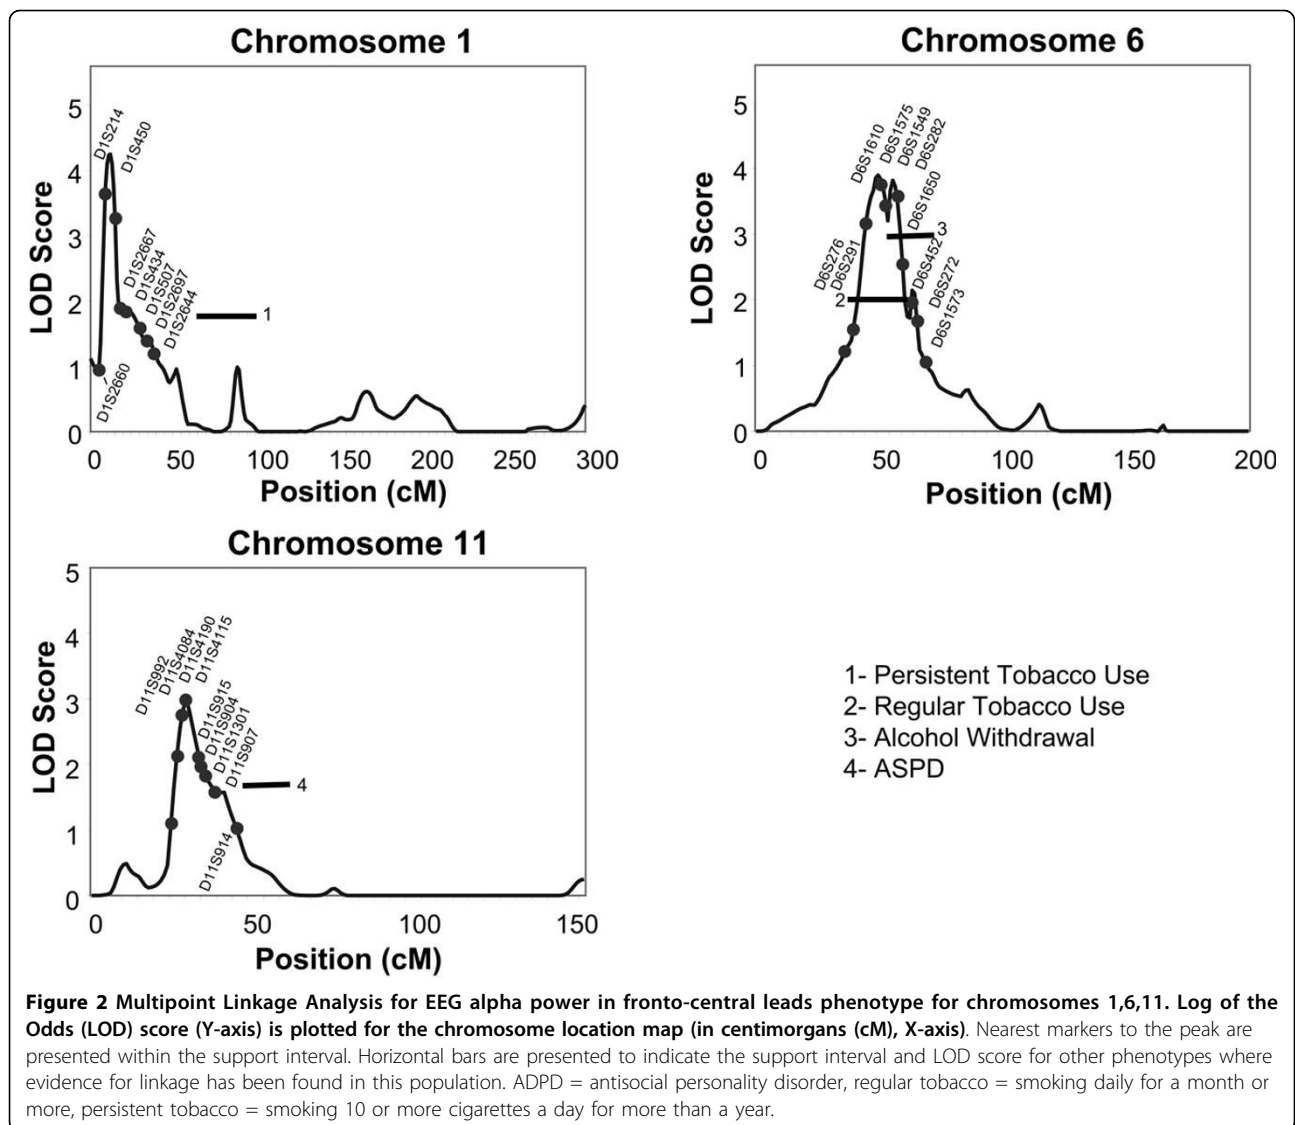 Chromosome 1
5
4
3
2
1
0
LOD Score
D1S214
D1S450
D1S2667
D1S434
D1S507
D1S2697
D1S2644
D1S2660
1
0 50 100 150 200 250 300
Position (cM)
Chromosome 6
5
4
3
2
1
0
LOD Score
D6S1610
D6S1575
D6S1549
D6S282
D6S1650
D6S276
D6S291
D6S452
D6S272
D6S1573
3
2
0 50 100 150 200
Position (cM)
Chromosome 11
5
4
3
2
1
0
LOD Score
D11S992
D11S4084
D11S4190
D11S4115
D11S915
D11S904
D11S1301
D11S907
D11S914
4
0 50 100 150
Position (cM)
1- Persistent Tobacco Use
2- Regular Tobacco Use
3- Alcohol Withdrawal
4- ASPD
Figure 2 Multipoint Linkage Analysis for EEG alpha power in fronto-central leads phenotype for chromosomes 1,6,11. Log of the
Odds (LOD) score (Y-axis) is plotted for the chromosome location map (in centimorgans (cM), X-axis). Nearest markers to the peak are
presented within the support interval. Horizontal bars are presented to indicate the support interval and LOD score for other phenotypes where
evidence for linkage has been found in this population. ADPD = antisocial personality disorder, regular tobacco = smoking daily for a month or
more, persistent tobacco = smoking 10 or more cigarettes a day for more than a year.